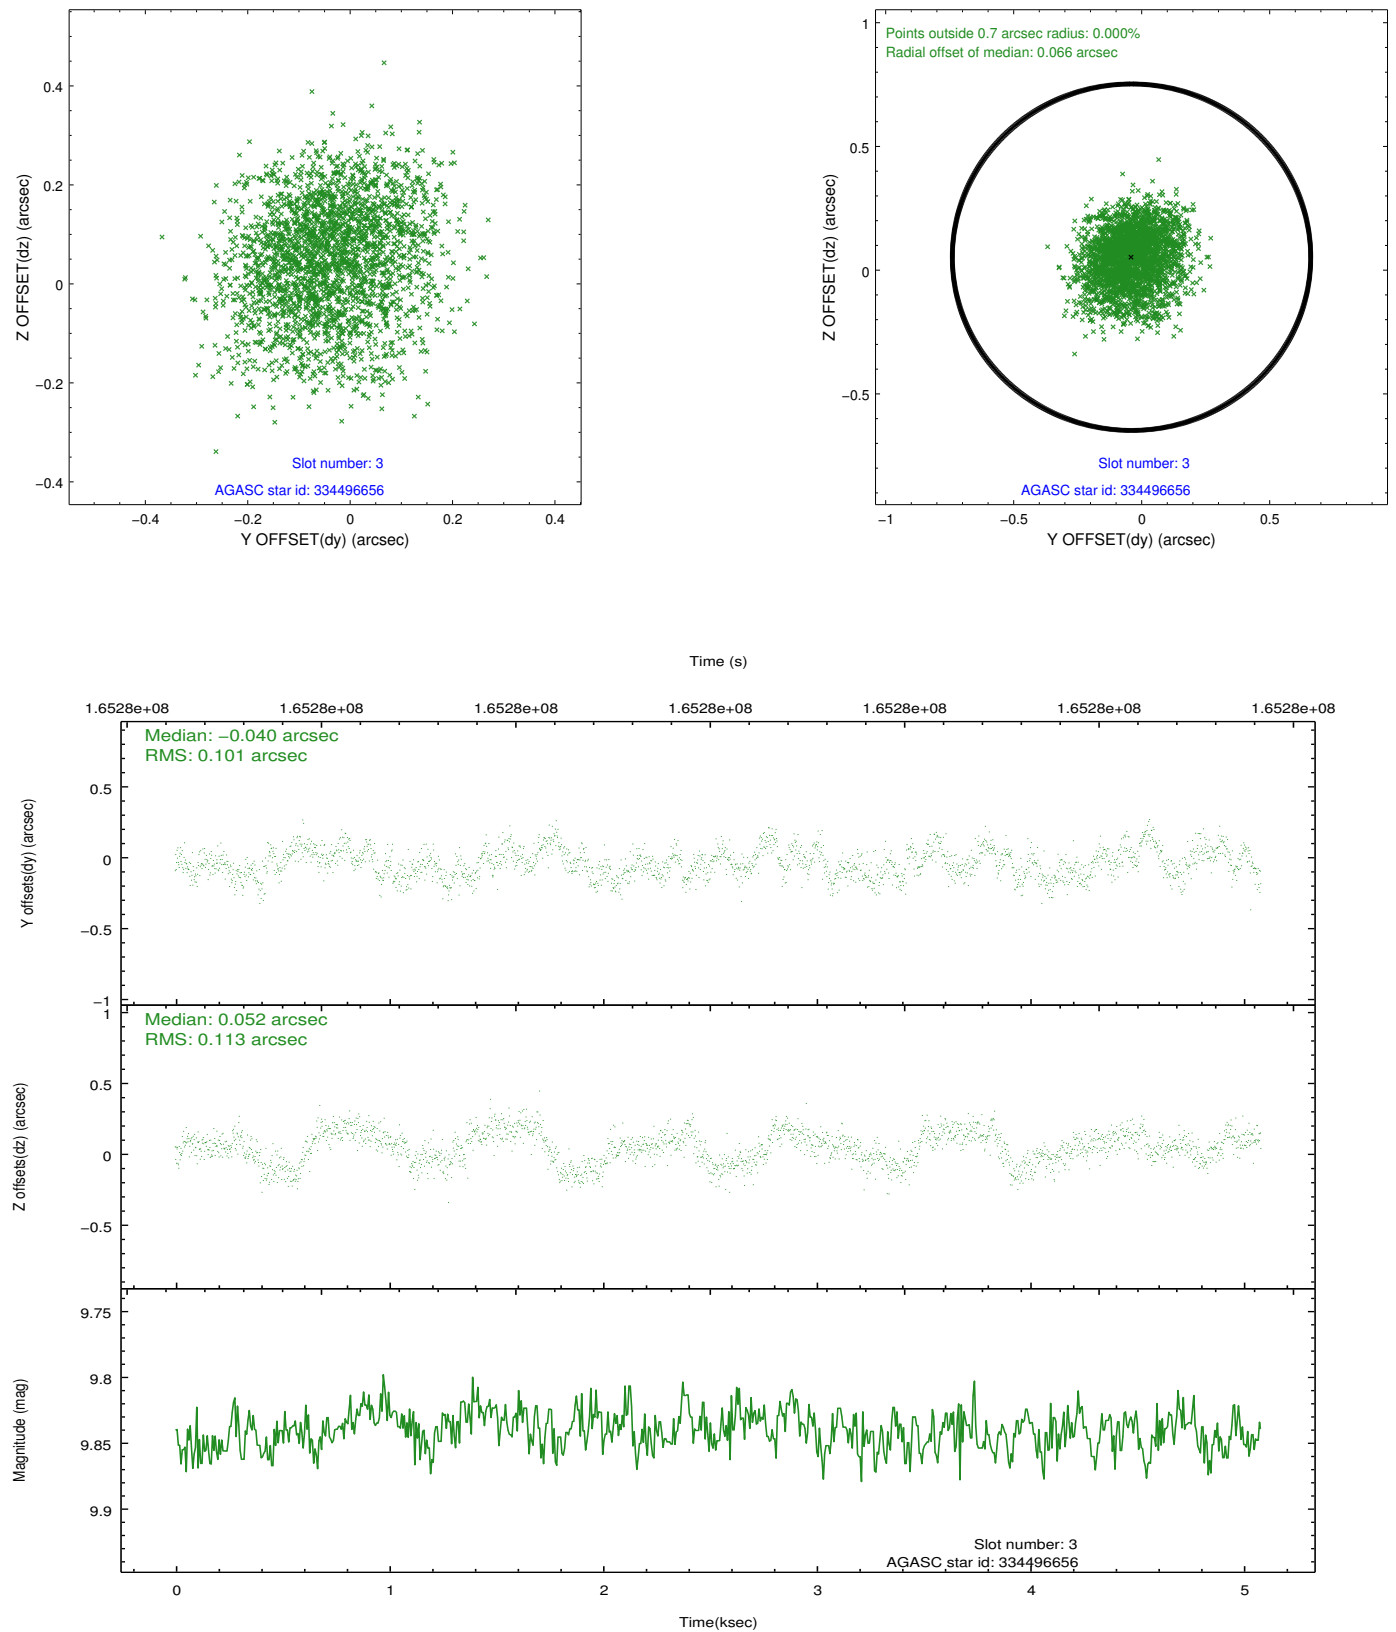 0.4
0.2
0
−0.2
−0.4
Z OFFSET(dz) (arcsec)
Slot number: 3
AGASC star id: 334496656
−0.4
−0.2
0
0.2
0.4
Y OFFSET(dy) (arcsec)
1
0.5
0
−0.5
Z OFFSET(dz) (arcsec)
Points outside 0.7 arcsec radius: 0.000%
Radial offset of median: 0.066 arcsec
Slot number: 3
AGASC star id: 334496656
−1
−0.5
0
0.5
Y OFFSET(dy) (arcsec)
Time (s)
1.6528e+08
1.6528e+08
1.6528e+08
1.6528e+08
1.6528e+08
1.6528e+08
1.6528e+08
Median: −0.040 arcsec
RMS: 0.101 arcsec
0.5
0
−0.5
−1
Y offsets(dy) (arcsec)
Median: 0.052 arcsec
RMS: 0.113 arcsec
1
0.5
0
−0.5
Z offsets(dz) (arcsec)
9.75
9.8
9.85
9.9
Magnitude (mag)
Slot number: 3
AGASC star id: 334496656
0
1
2
3
4
5
Time(ksec)